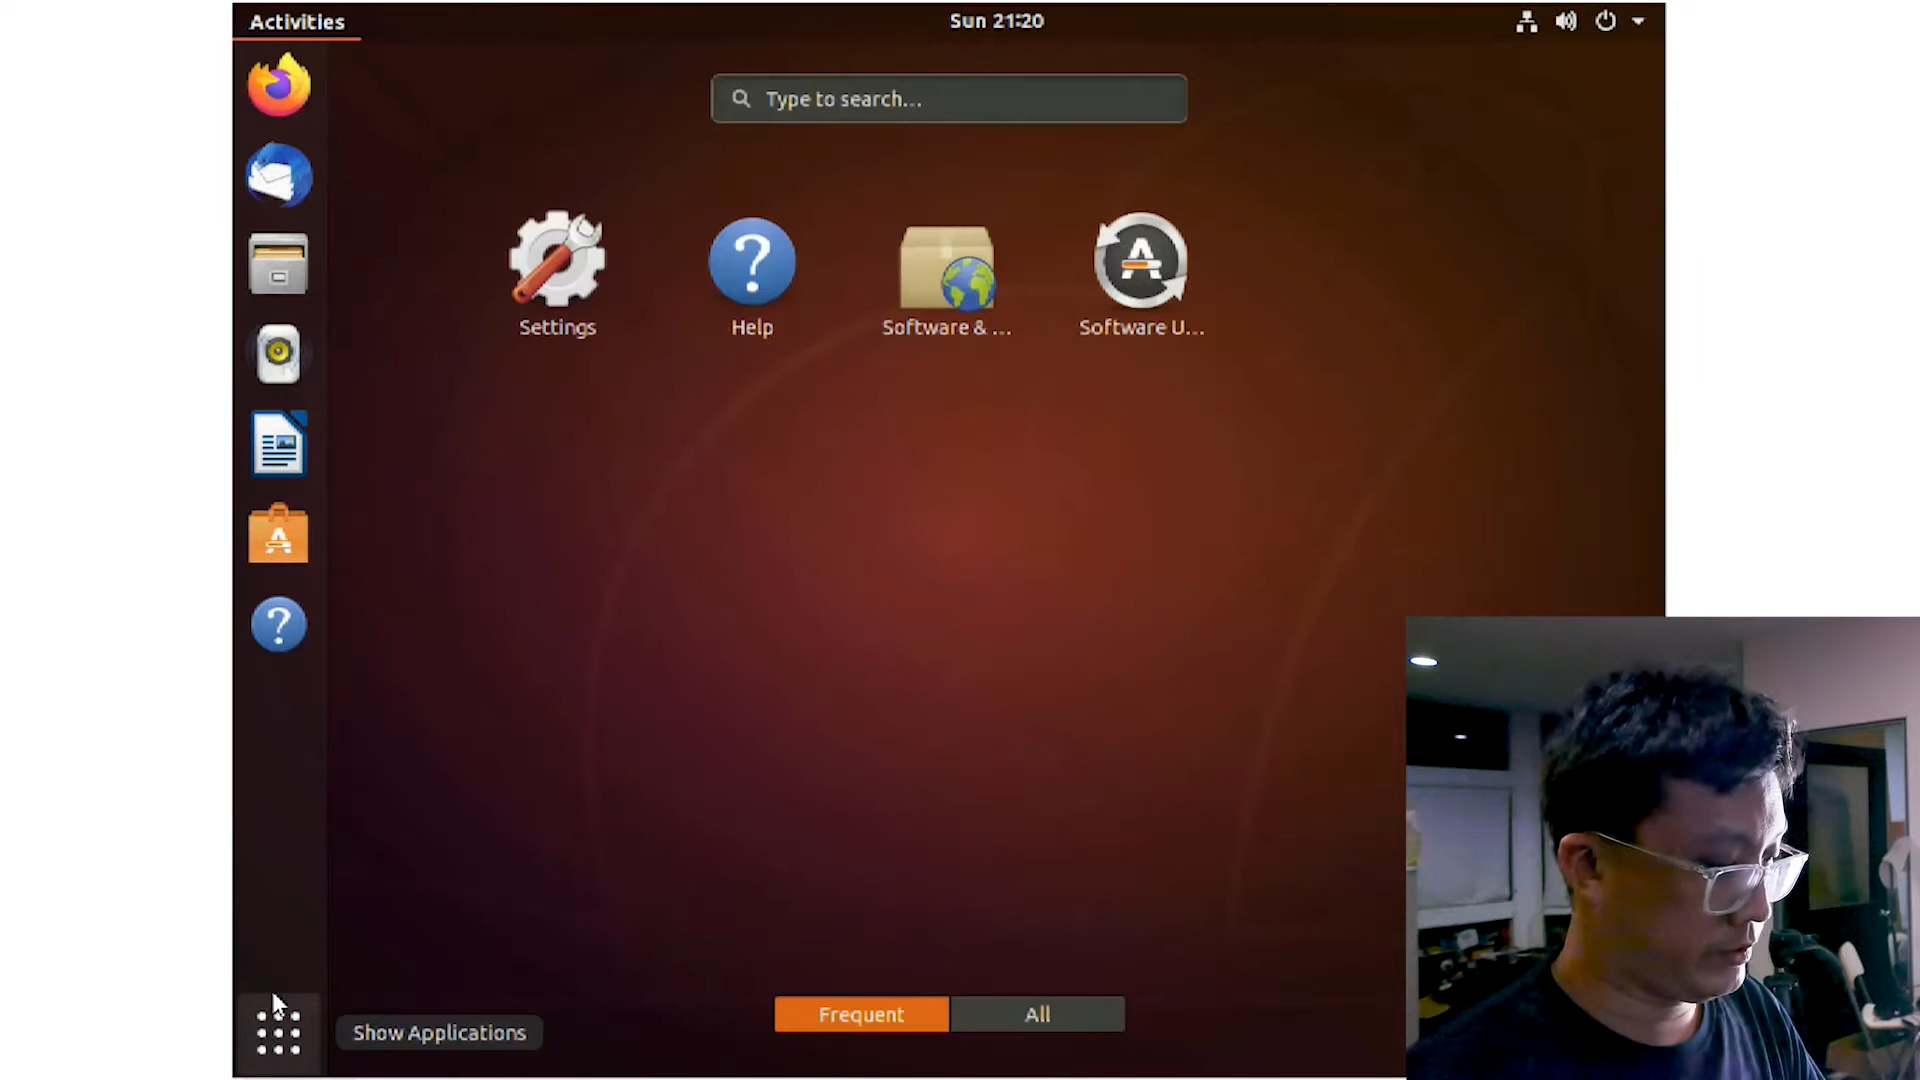 Activities
Sun 21:20
Type to search...
Settings
Help
Software & ...
Software U...
Frequent
All
Show Applications